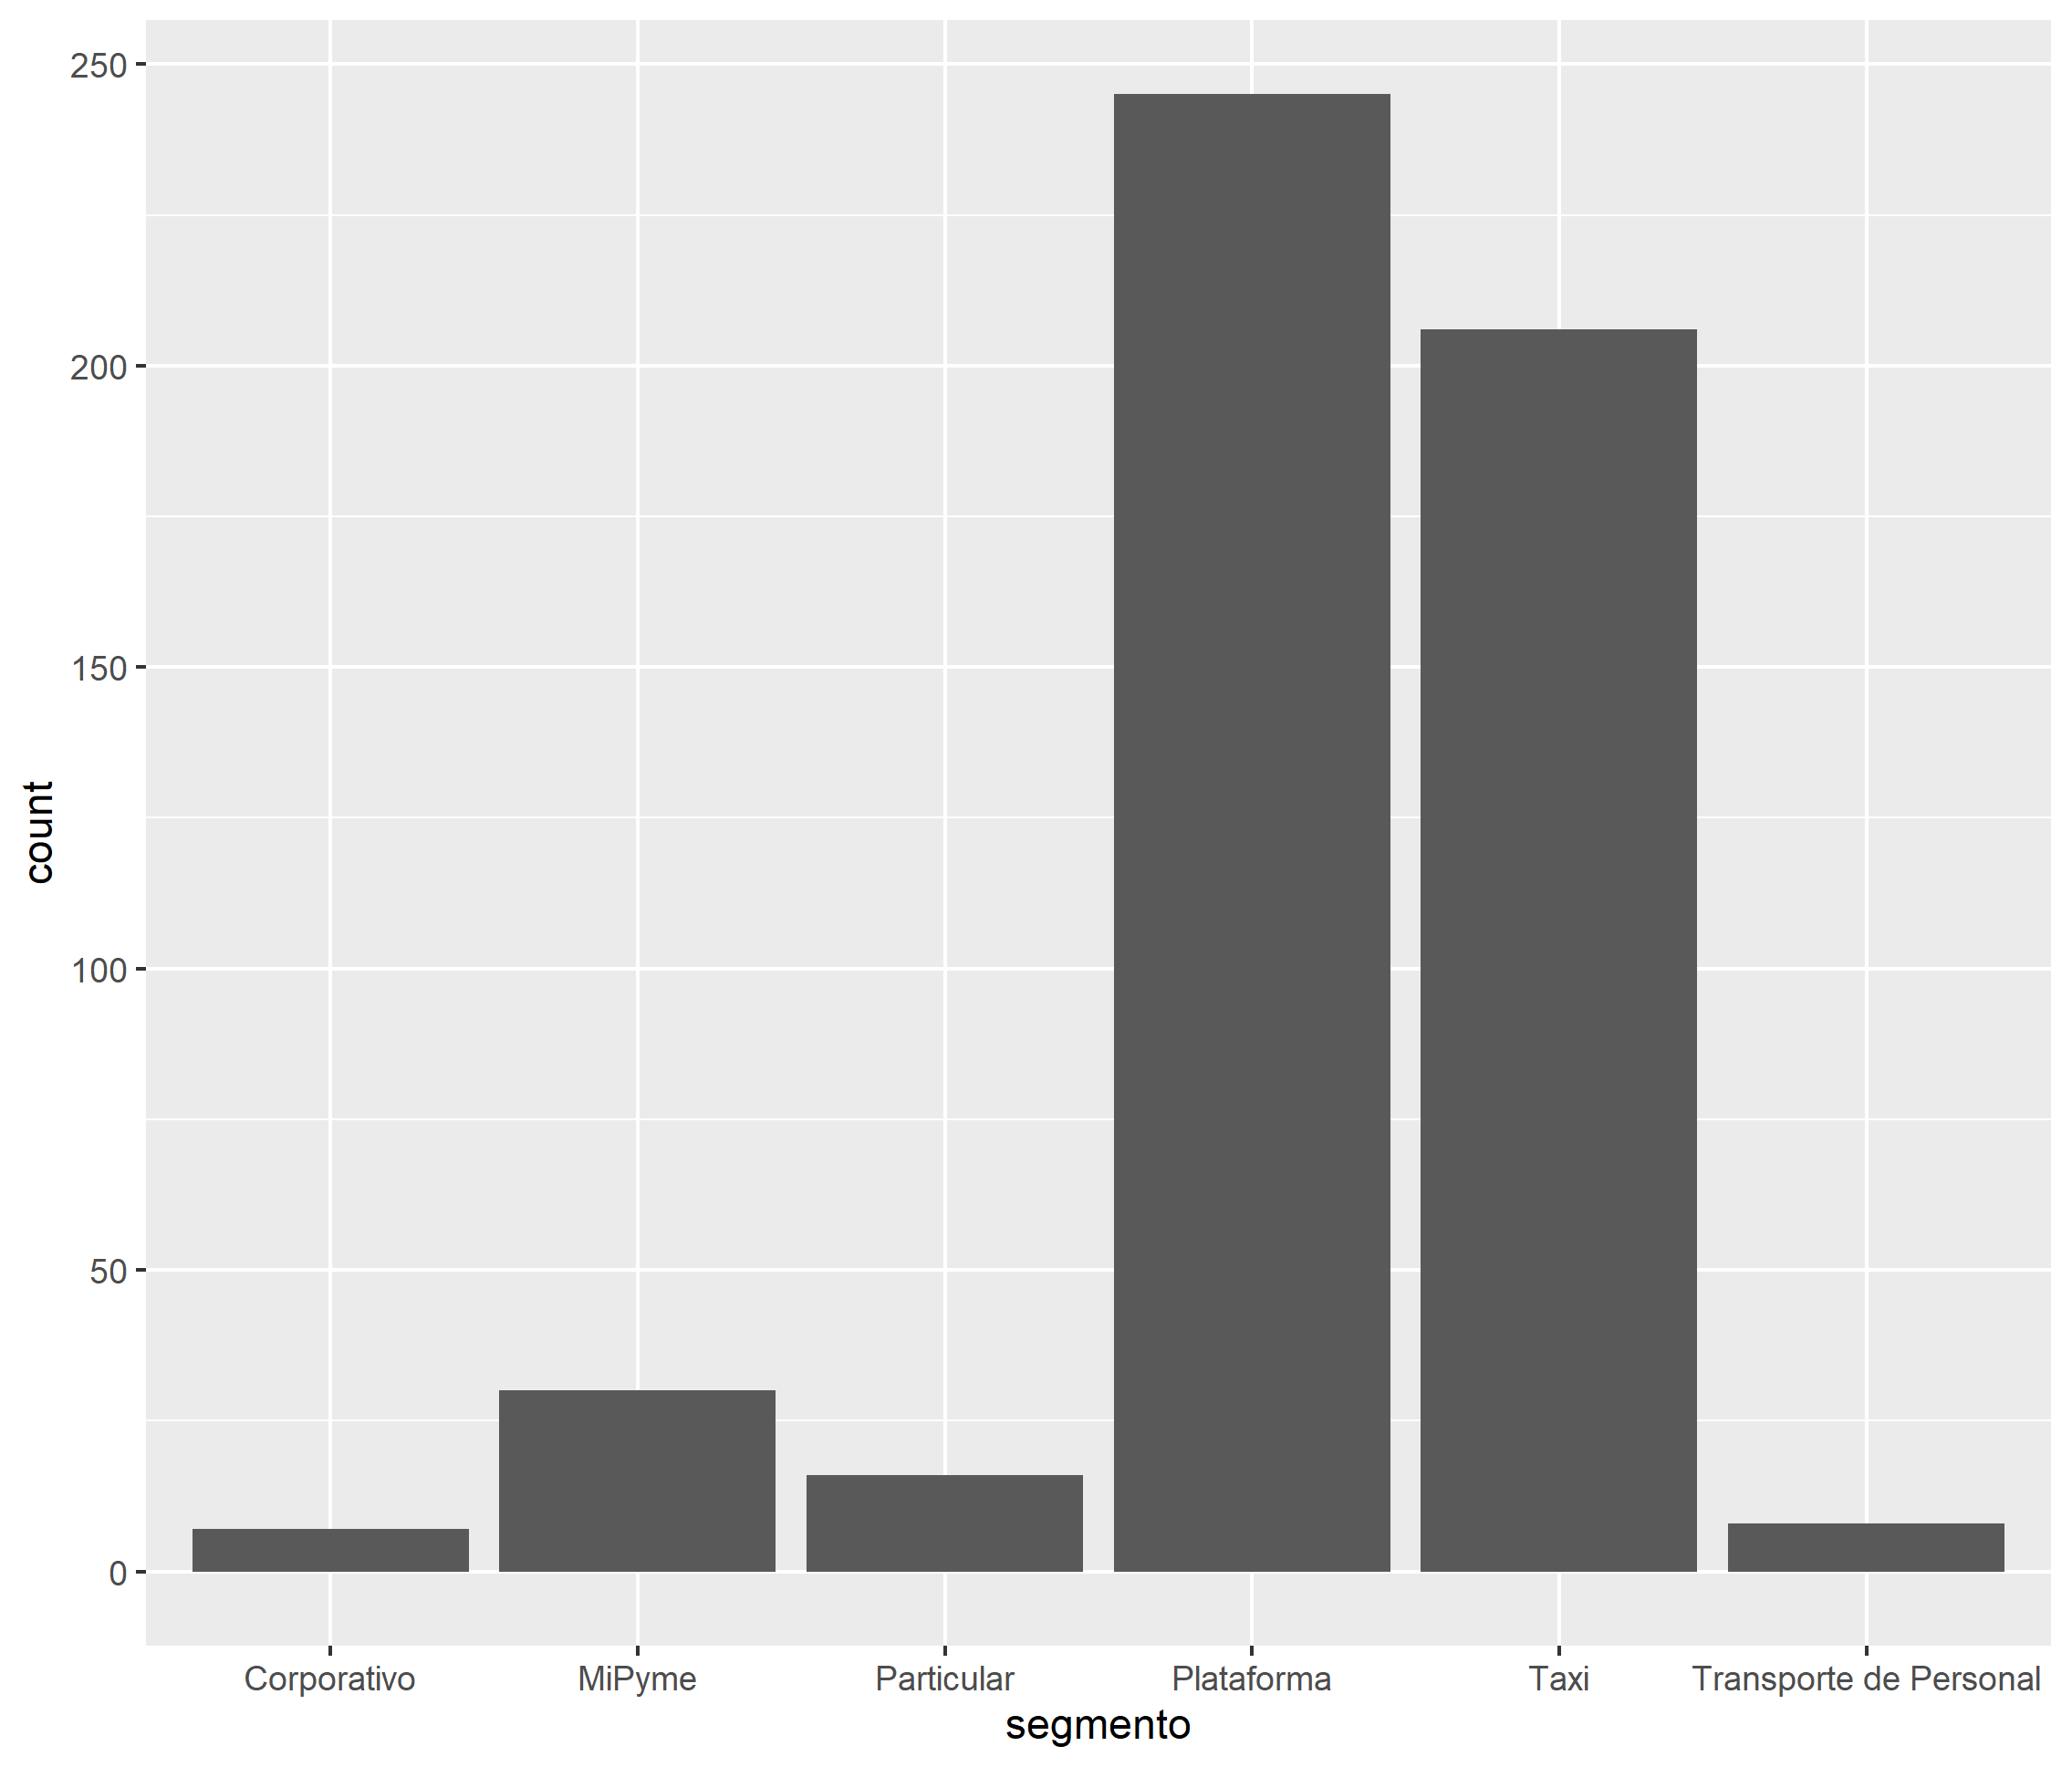 250
200
150
100
50
0
count
Corporativo MiPyme Particular Plataforma Taxi Transporte de Personal
segmento